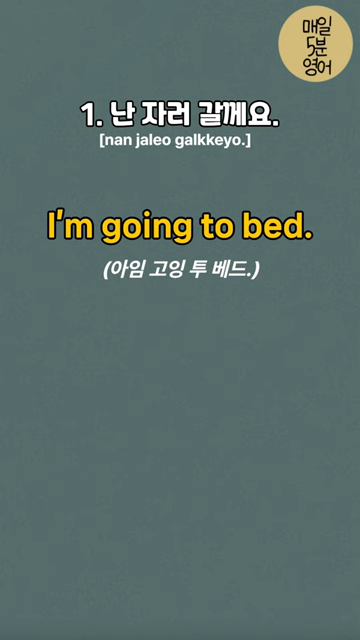 매일
5분
영어
1. 난 자러 갈께요.
[nan jaleo galkkeyo.]
I'm going to bed.
(아임 고잉 투 베드.)